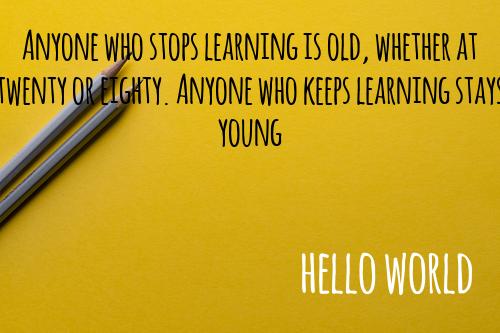 Anyone who stops learning is old, whether at
twenty or eighty. Anyone who keeps learning stays
young
HELLO WORLD